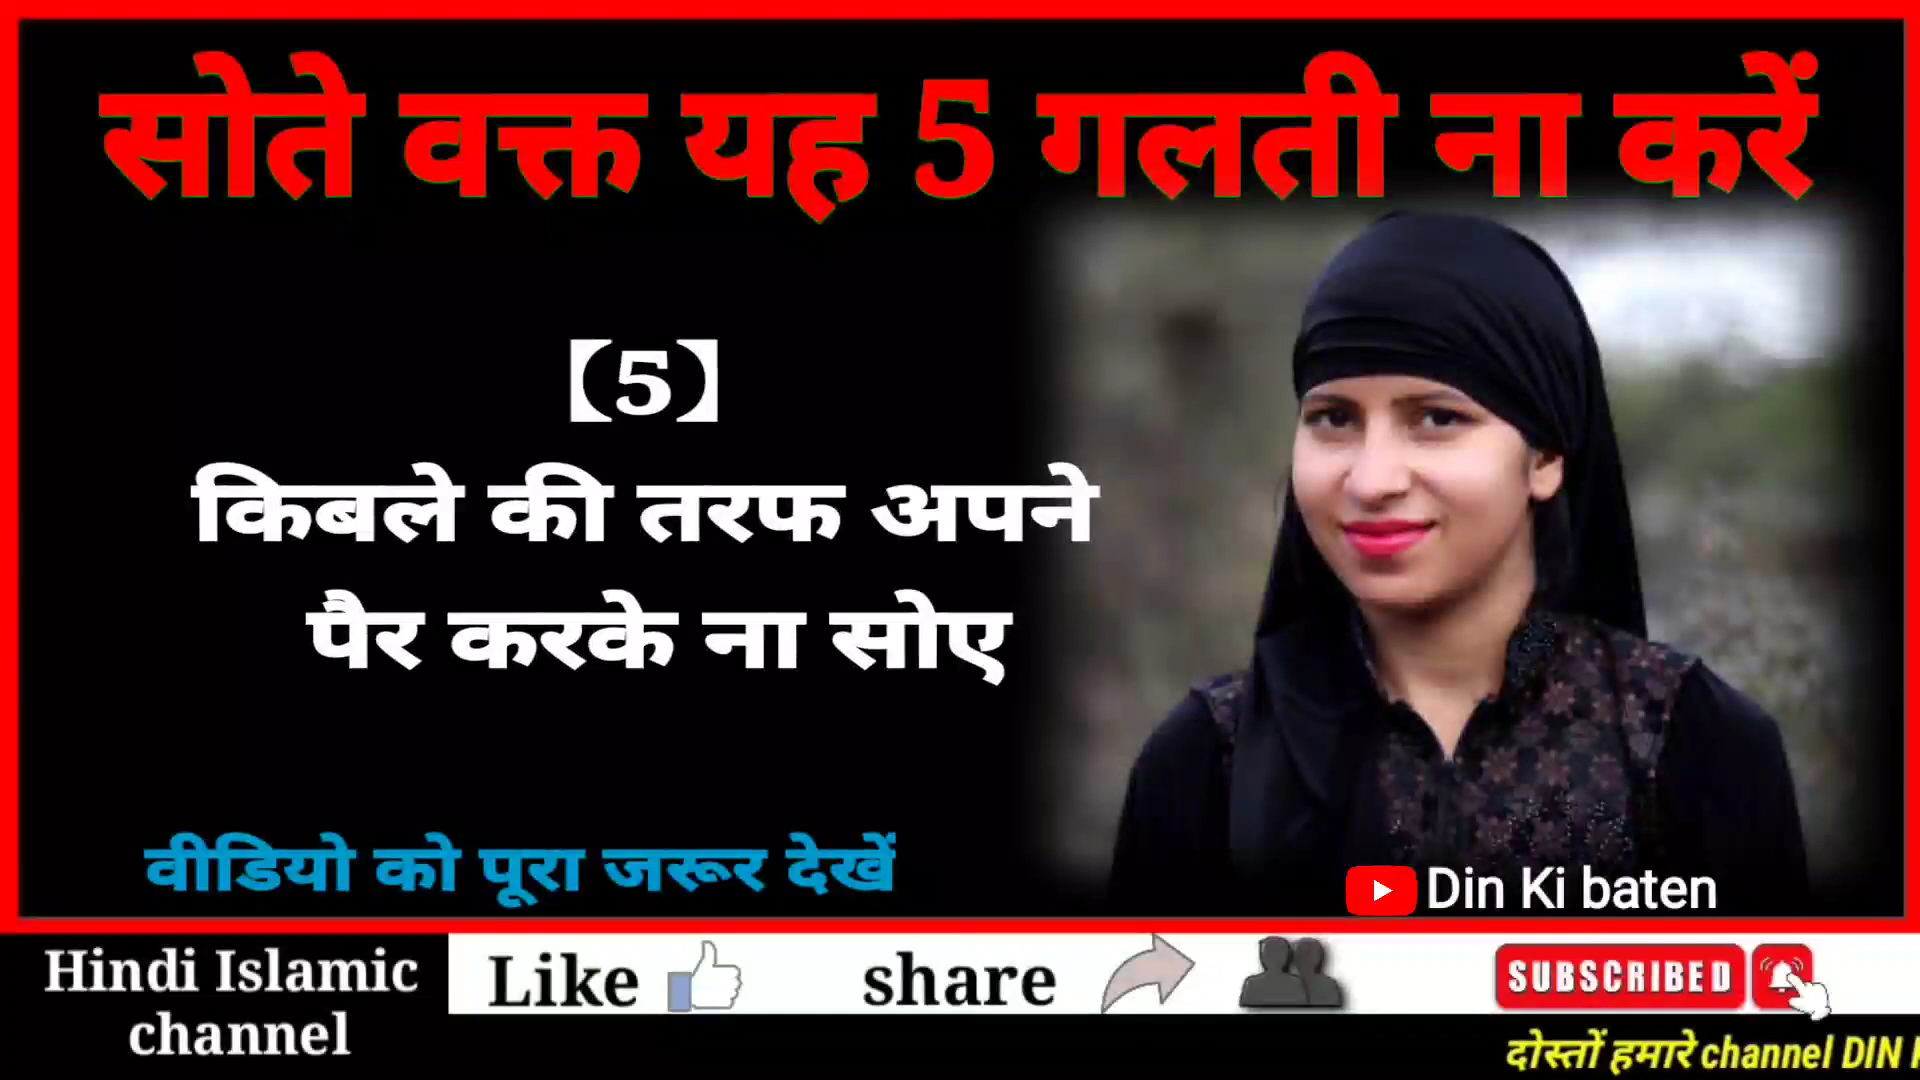 सोते वक्त यह 5 गलती ना करें
【5】
किबले की तरफ अपने
पैर करके ना सोए
वीडियो को पूरा जरूर देखें
Din Ki baten
Hindi Islamic
channel
Like
share
SUBSCRIBED
दोस्तों हमारे channel DIN